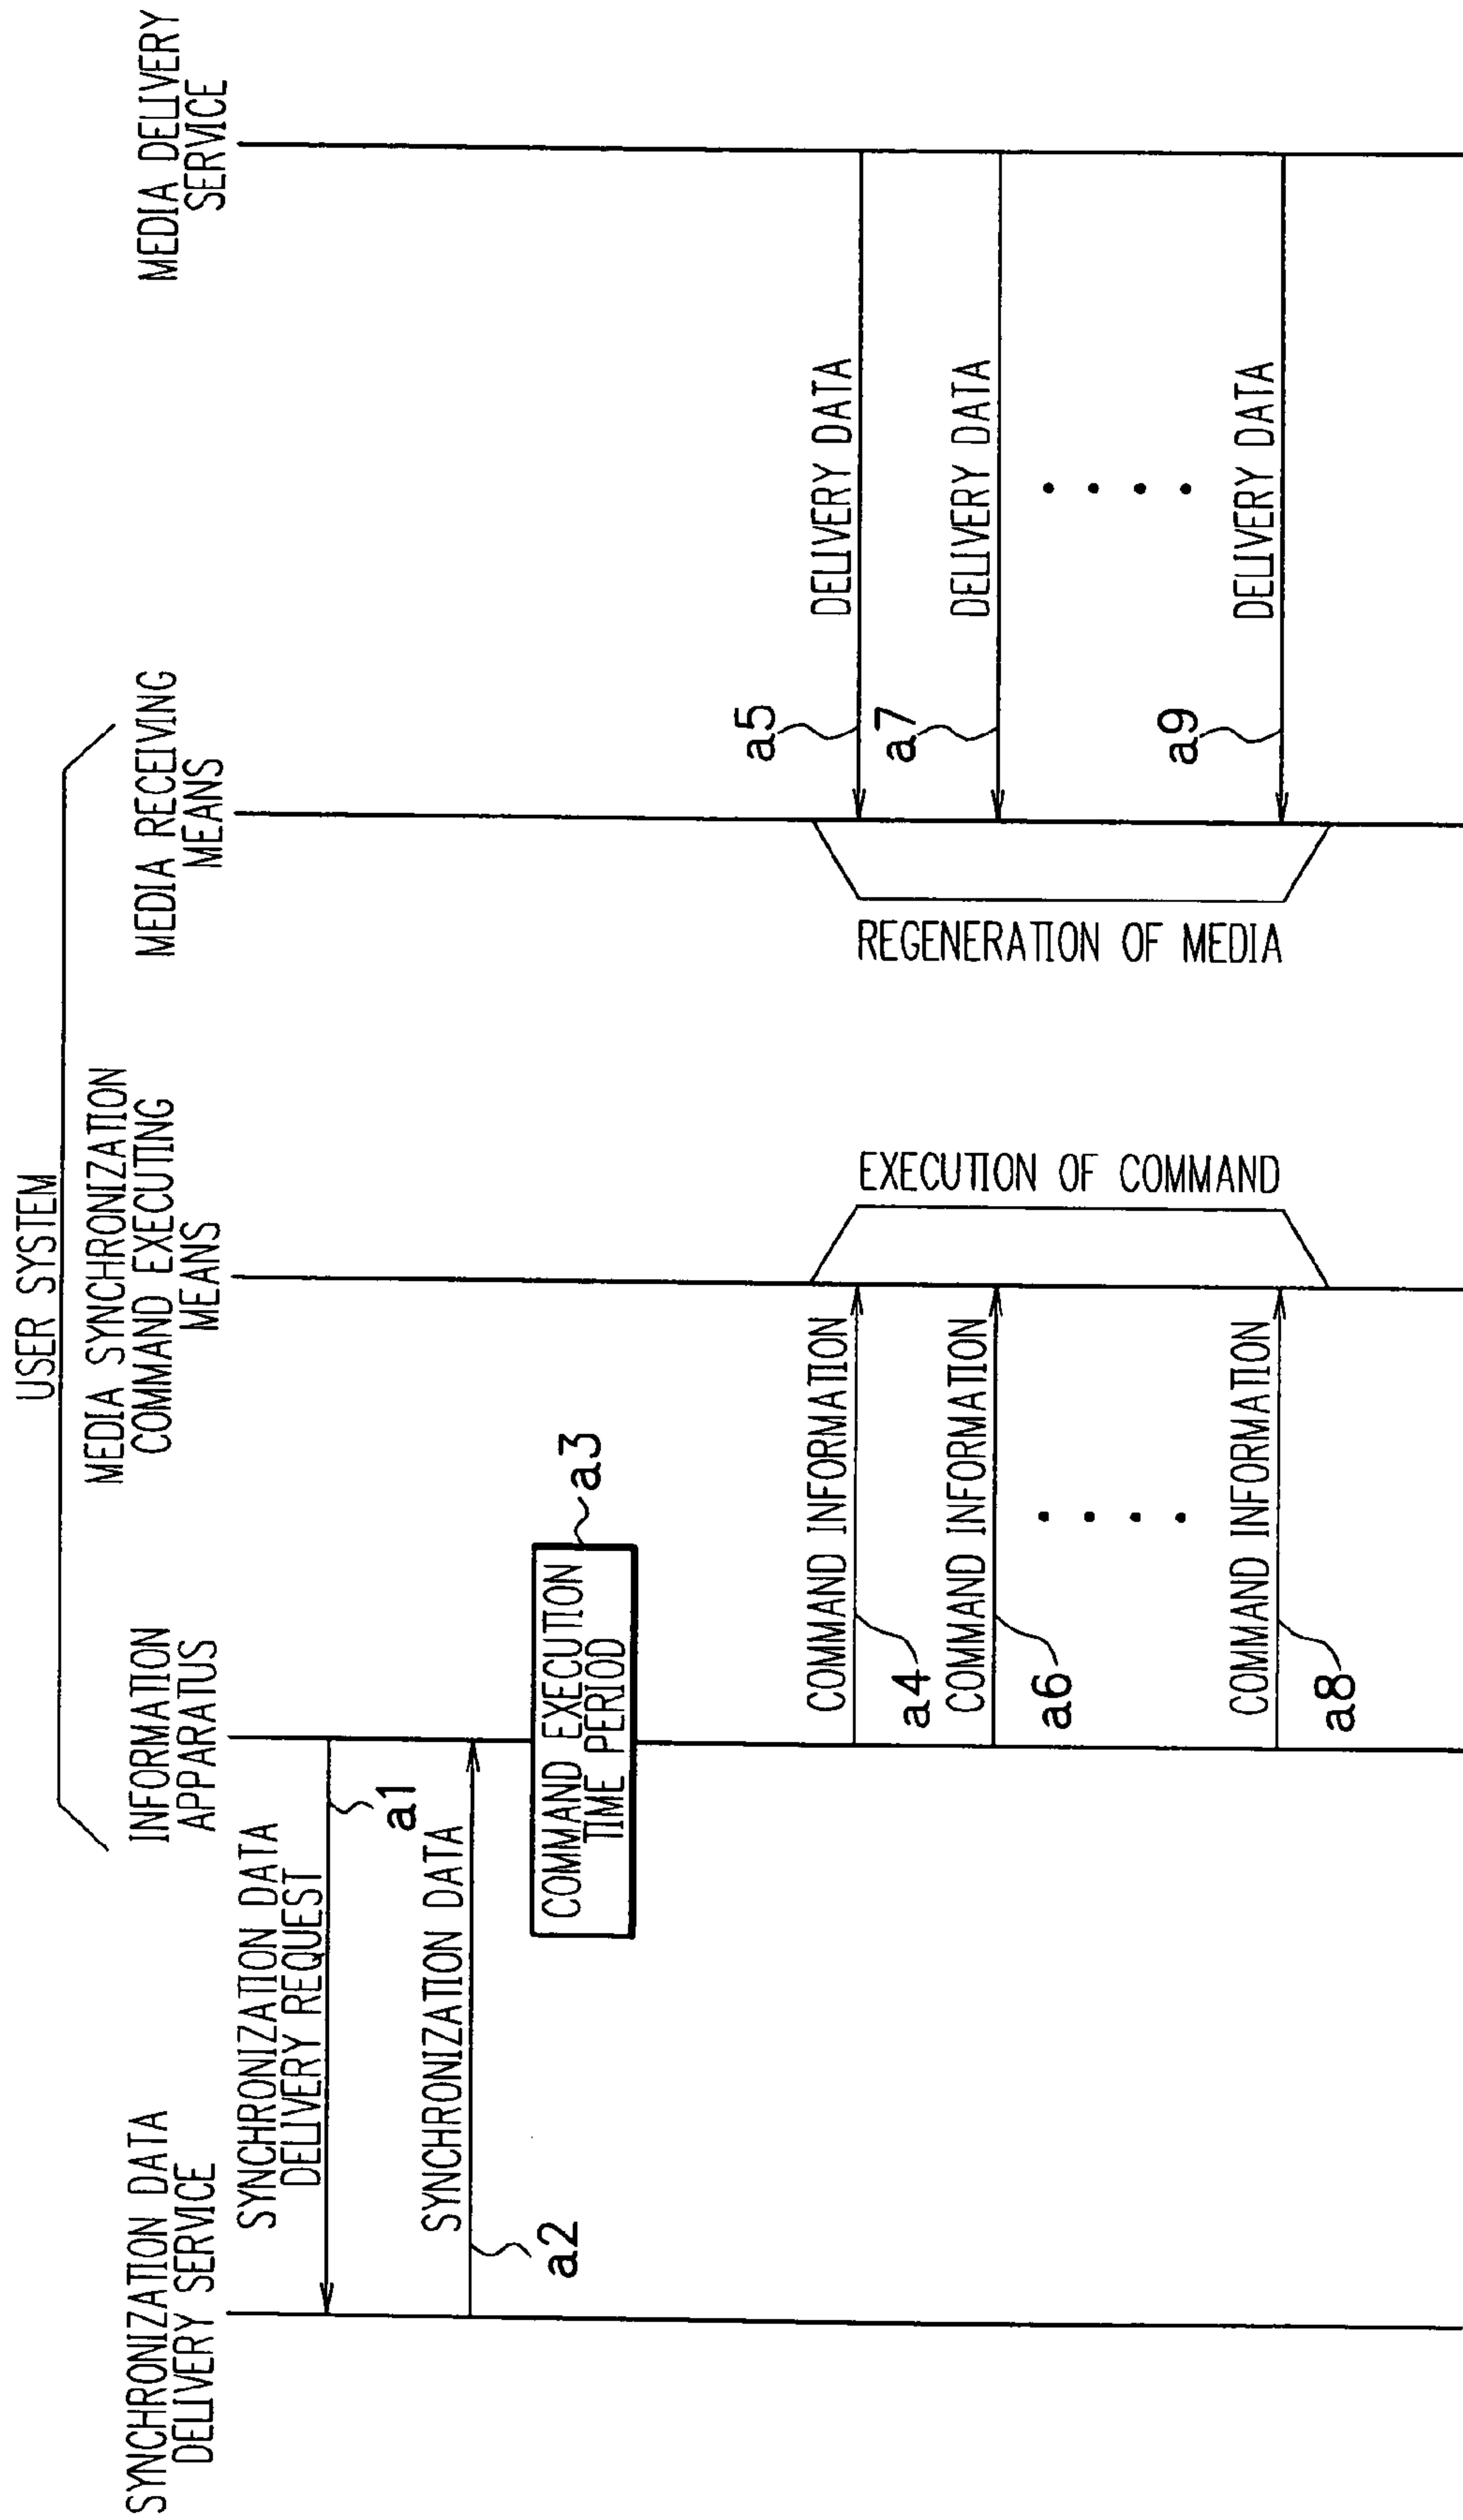 USER SYSTEM
SYNCHRONIZATION DATA
DELIVERY SERVICE
INFORMATION
APPARATUS
MEDIA SYNCHRONIZATION
COMMAND EXECUTING
MEANS
MEDIA RECEIVING
MEANS
MEDIA DELIVERY
SERVICE
SYNCHRONIZATION DATA
DELIVERY REQUEST
a1
SYNCHRONIZATION DATA
a2
COMMAND EXECUTION
TIME PERIOD
a3
COMMAND INFORMATION
a4
DELIVERY DATA
a5
COMMAND INFORMATION
a6
DELIVERY DATA
a7
EXECUTION OF COMMAND
REGENERATION OF MEDIA
COMMAND INFORMATION
a8
DELIVERY DATA
a9